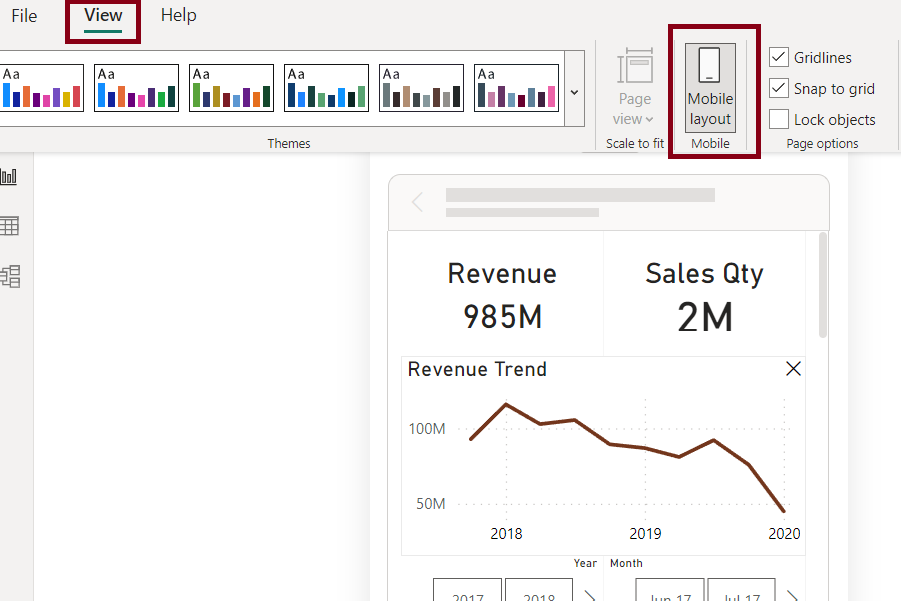 File View Help
Aa Aa Aa Aa Aa Aa
Page
view
Mobile
layout
Gridlines
Snap to grid
Lock objects
Themes
Scale to fit
Mobile
Page options
Revenue
985M
Sales Qty
2M
Revenue Trend
100M
50M
2018 2019 2020
Year Month
2017 2018 Jun 17 Jul 17